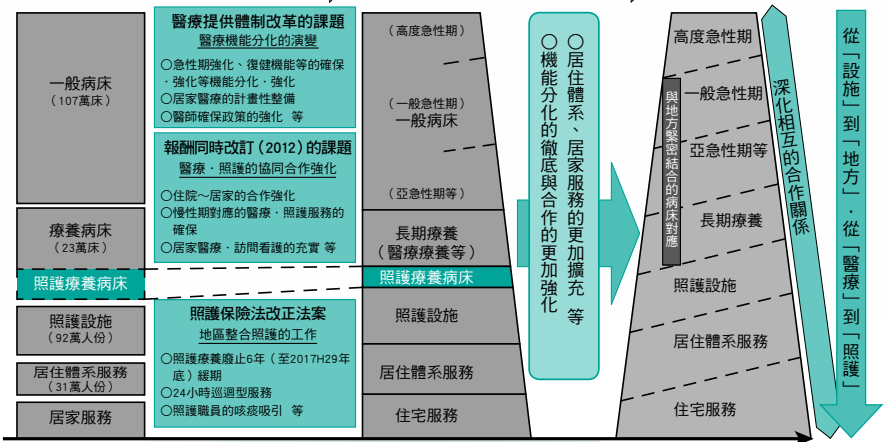 一般病床
（107萬床）
療養病床
（23萬床）
照護療養病床
照護設施
（92萬人份）
居住體系服務
（31萬人份）
居家服務
醫療提供體制改革的課題
醫療機能分化的演變
○急性期強化、復健機能等的確保
．強化等機能分化．強化
○居家醫療的計畫性整備
○醫師確保政策的強化 等
報酬同時改訂（2012）的課題
醫療．照護的協同合作強化
○住院～居家的合作強化
○慢性期對應的醫療．照護服務的
確保
○居家醫療．訪問看護的充實 等
照護保險法改正法案
地區整合照護的工作
○照護療養廢止6年（至2017H29年
底）緩期
○24小時巡迴型服務
○照護職員的咳痰吸引 等
（高度急性期）
（一般急性期）
一般病床
（亞急性期等）
長期療養
（醫療療養等）
照護療養病床
照護設施
居住體系服務
住宅服務
○居住體系、居家服務的更加擴充 等
○機能分化的徹底與合作的更加強化
與地方緊密結合的病床對應
高度急性期
一般急性期
亞急性期等
長期療養
照護設施
居住體系服務
住宅服務
深化相互的合作關係
從「設施」到「地方」．從「醫療」到「照護」